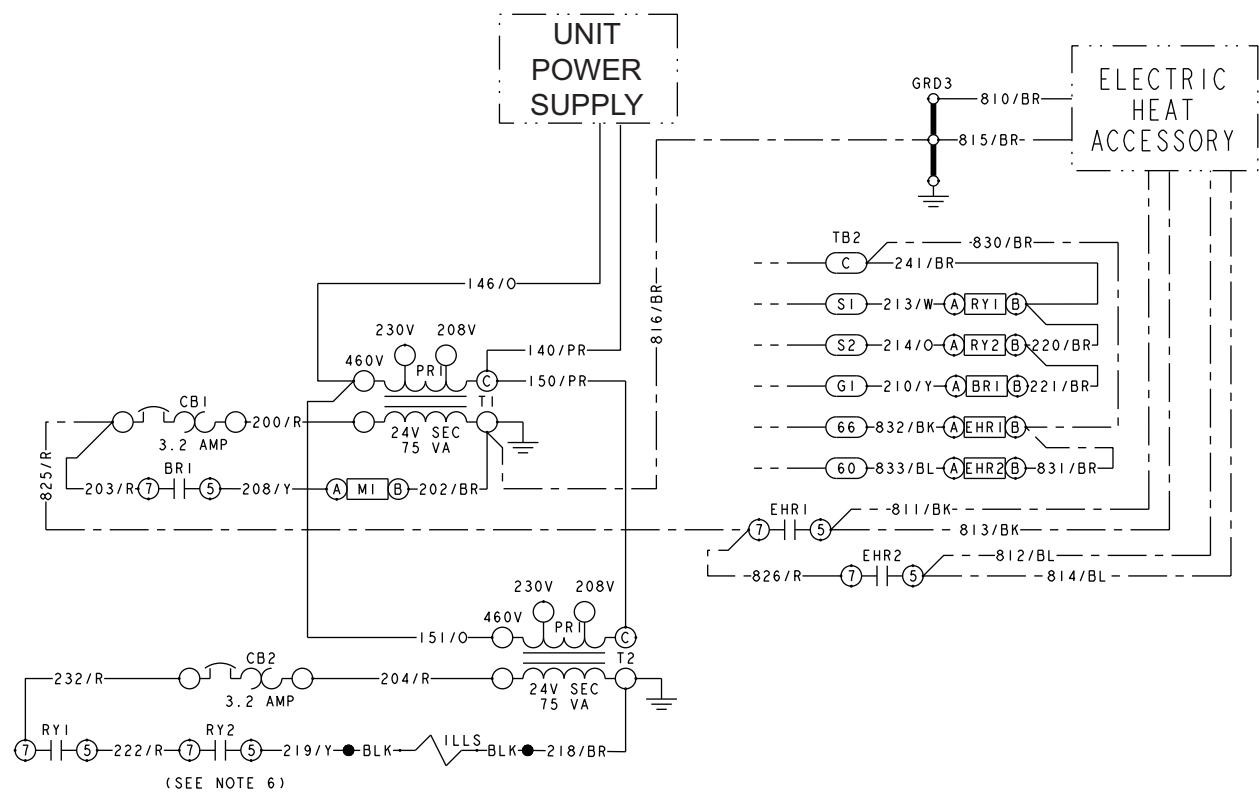 UNIT
POWER
SUPPLY
GRD3
810/BR
815/BR
ELECTRIC
HEAT
ACCESSORY
146/O
816/BR
TB2
830/BR
C
241/BR
S1
213/W
A
RY1
B
S2
214/O
A
RY2
B
220/BR
G1
210/Y
A
BR1
B
221/BR
66
832/BK
A
EHR1
B
60
833/BL
A
EHR2
B
831/BR
230V
208V
140/PR
460V
PR1
C
150/PR
T1
CB1
200/R
3.2 AMP
24V SEC
75 VA
825/R
BR1
203/R
7
5
208/Y
A
M1
B
202/BR
EHR1
7
5
811/BK
813/BK
EHR2
826/R
7
5
812/BL
814/BL
230V
208V
460V
PR1
151/O
C
T2
CB2
232/R
204/R
3.2 AMP
24V SEC
75 VA
RY1
7
5
222/R
RY2
7
5
219/Y
BLK
ILLS
BLK
218/BR
(SEE NOTE 6)